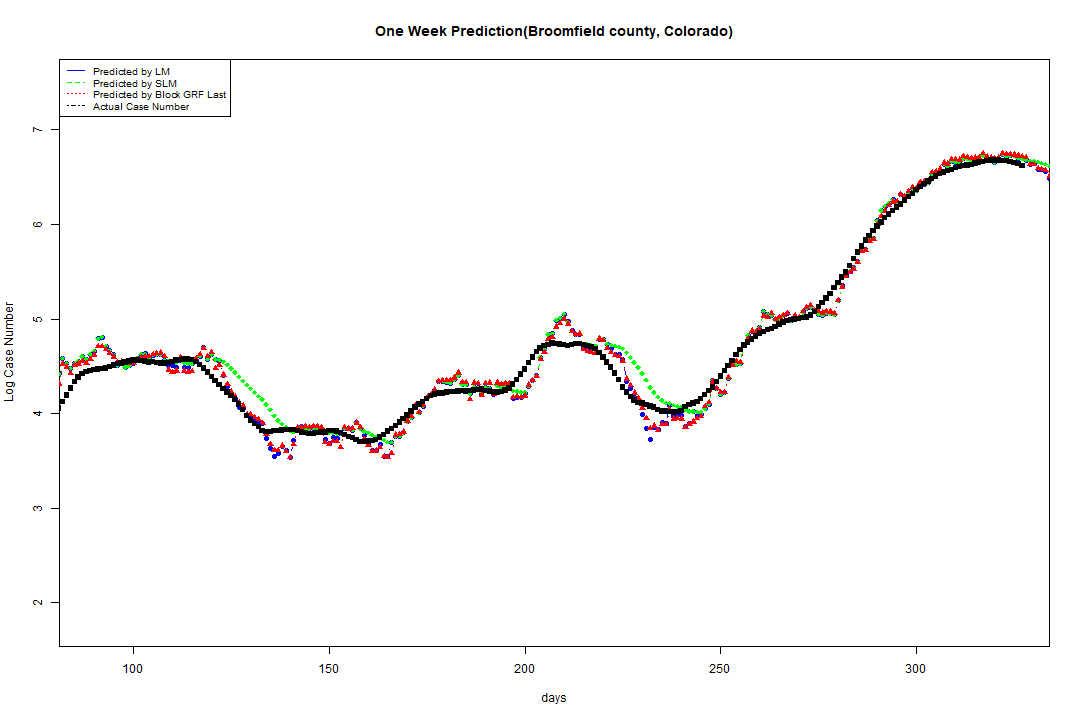 One Week Prediction(Broomfield county, Colorado)
Predicted by LM
Predicted by SLM
Predicted by Block GRF Last
Actual Case Number
7
6
5
4
3
2
Log Case Number
100 150 200 250 300
days